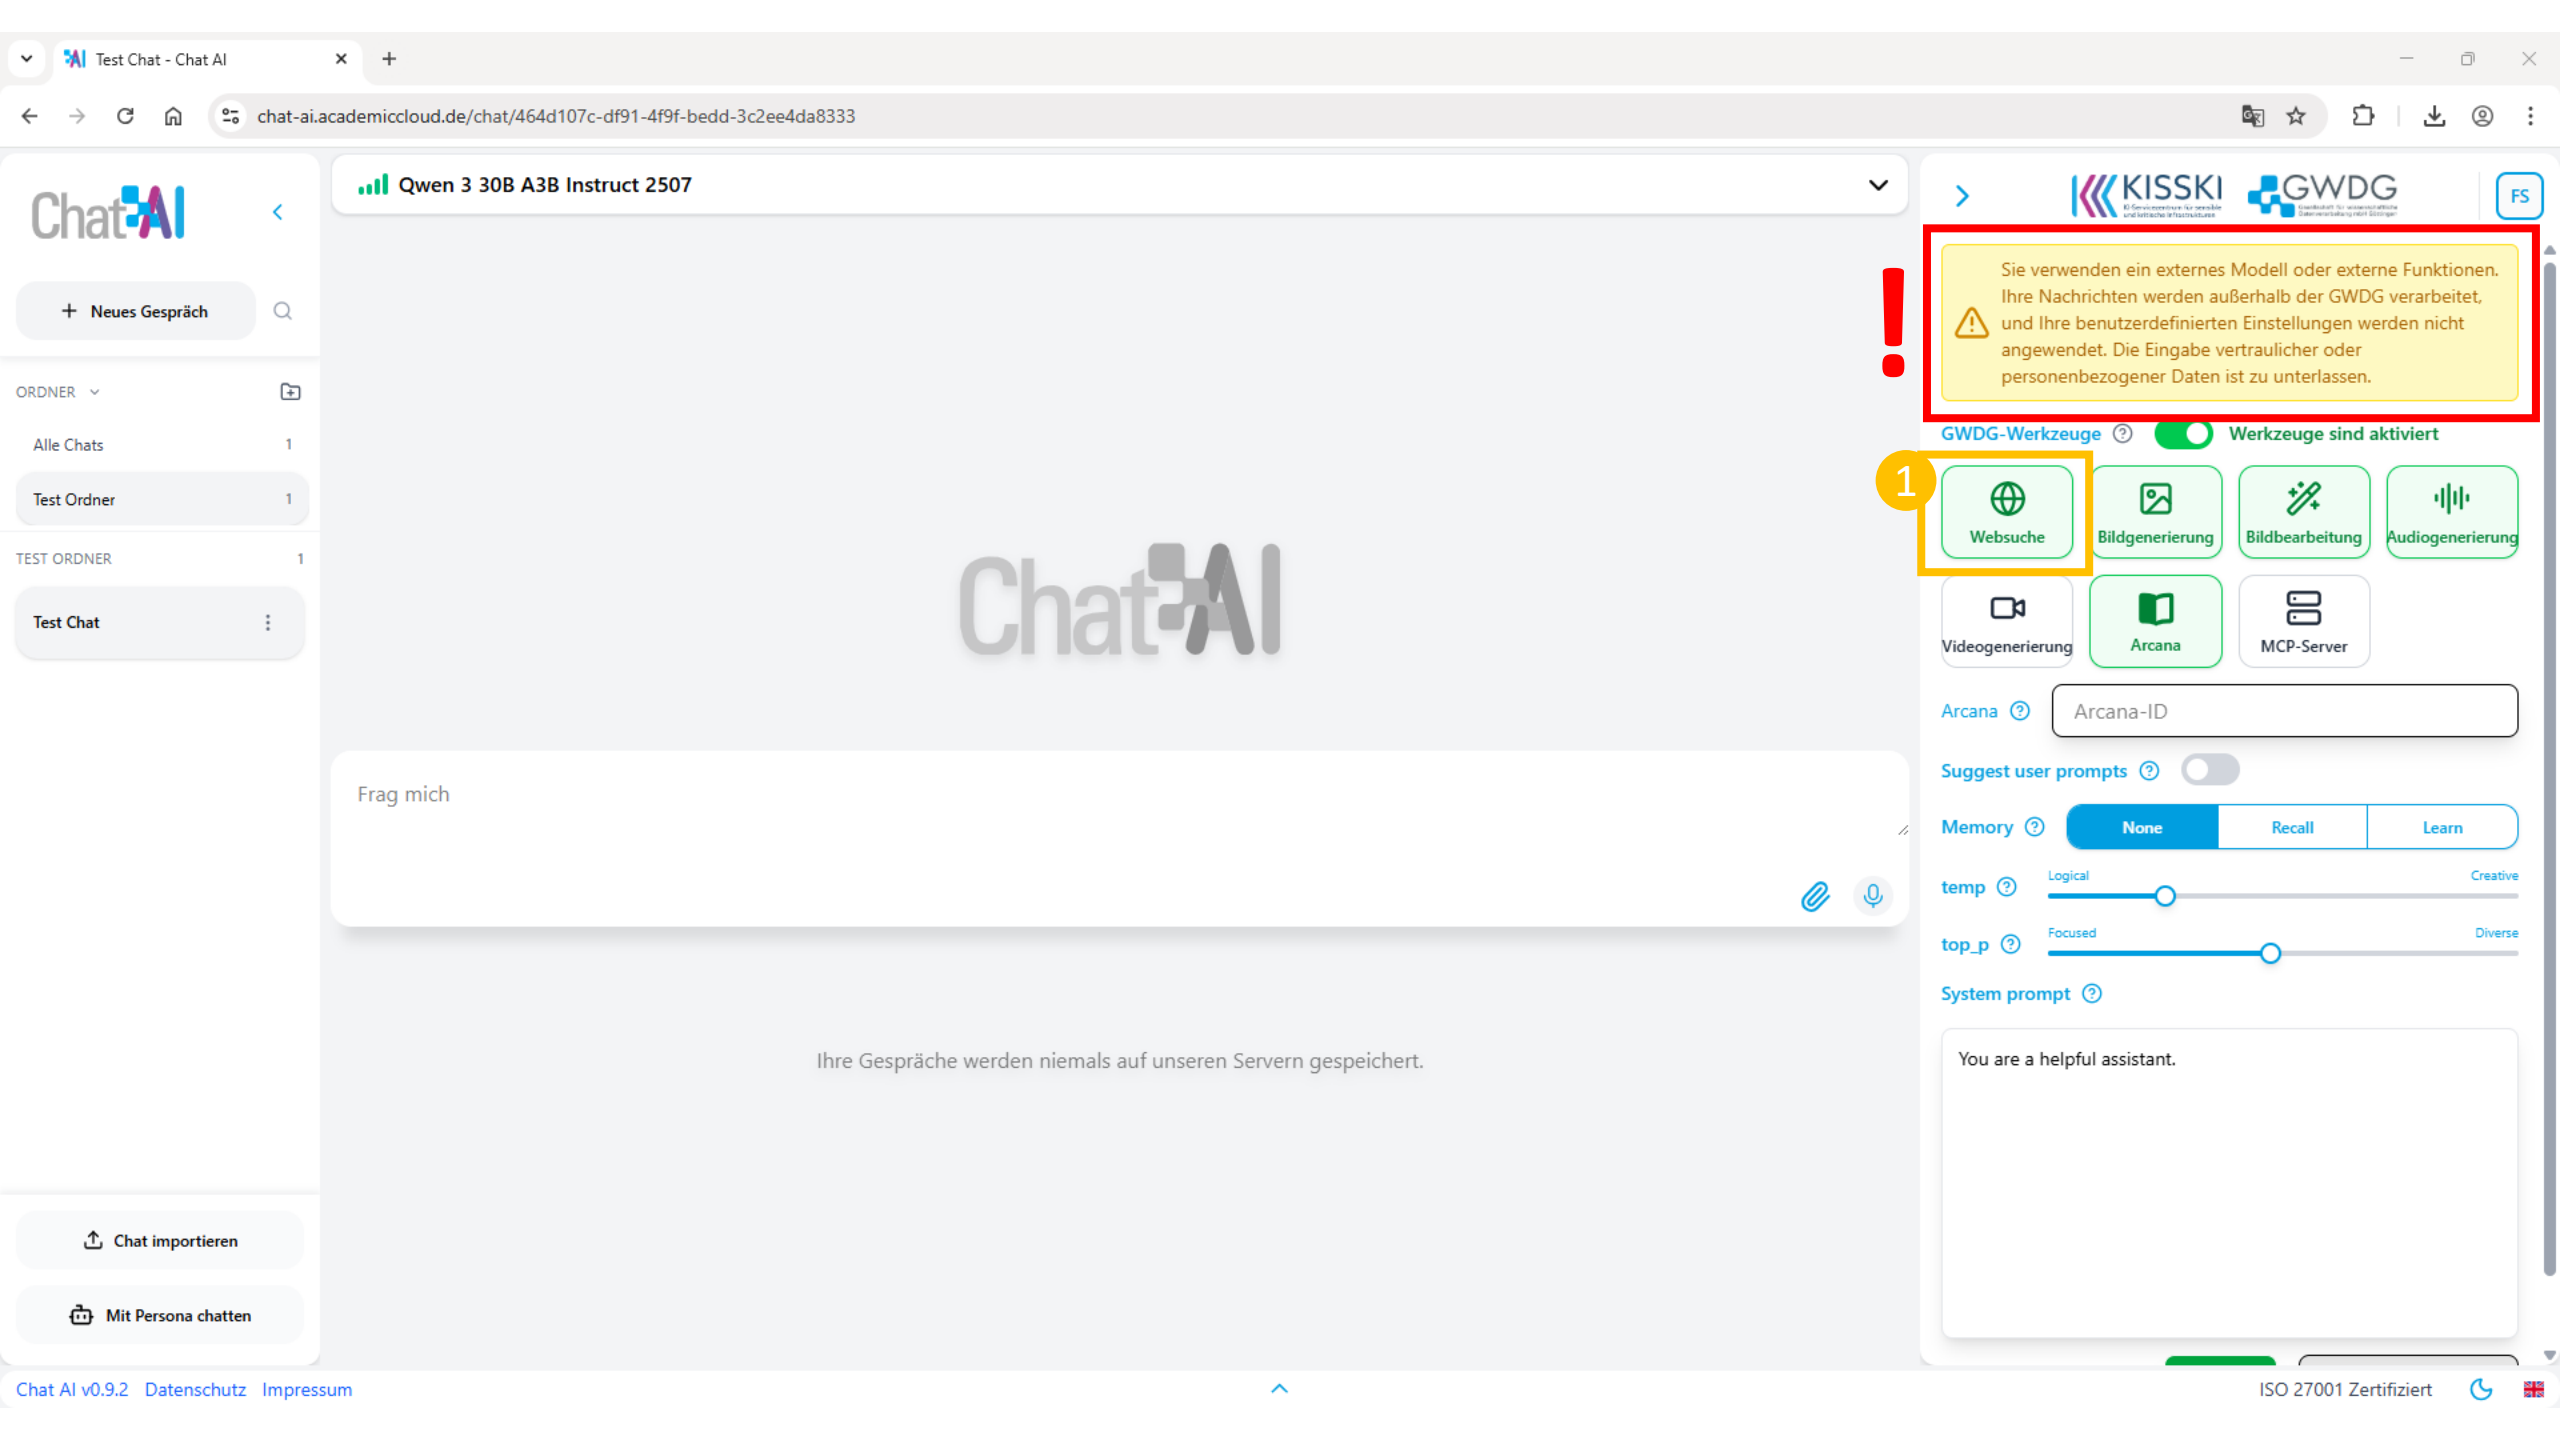 Test Chat - Chat AI
chat-ai.academiccloud.de/chat/464d107c-df91-4f9f-bedd-3c2ee4da8333
Chat AI
Neues Gespräch
ORDNER
Alle Chats 1
Test Ordner 1
TEST ORDNER 1
Test Chat
Chat importieren
Mit Persona chatten
Qwen 3 30B A3B Instruct 2507
Chat AI
Frag mich
Ihre Gespräche werden niemals auf unseren Servern gespeichert.
KISSKI
GWDG
FS
!
Sie verwenden ein externes Modell oder externe Funktionen.
Ihre Nachrichten werden außerhalb der GWDG verarbeitet,
und Ihre benutzerdefinierten Einstellungen werden nicht
angewendet. Die Eingabe vertraulicher oder
personenbezogener Daten ist zu unterlassen.
GWDG-Werkzeuge Werkzeuge sind aktiviert
1
Websuche Bildgenerierung Bildbearbeitung Audiogenerierung
Videogenerierung Arcana MCP-Server
Arcana Arcana-ID
Suggest user prompts
Memory None Recall Learn
temp Logical Creative
top_p Focused Diverse
System prompt
You are a helpful assistant.
Chat AI v0.9.2 Datenschutz Impressum
ISO 27001 Zertifiziert